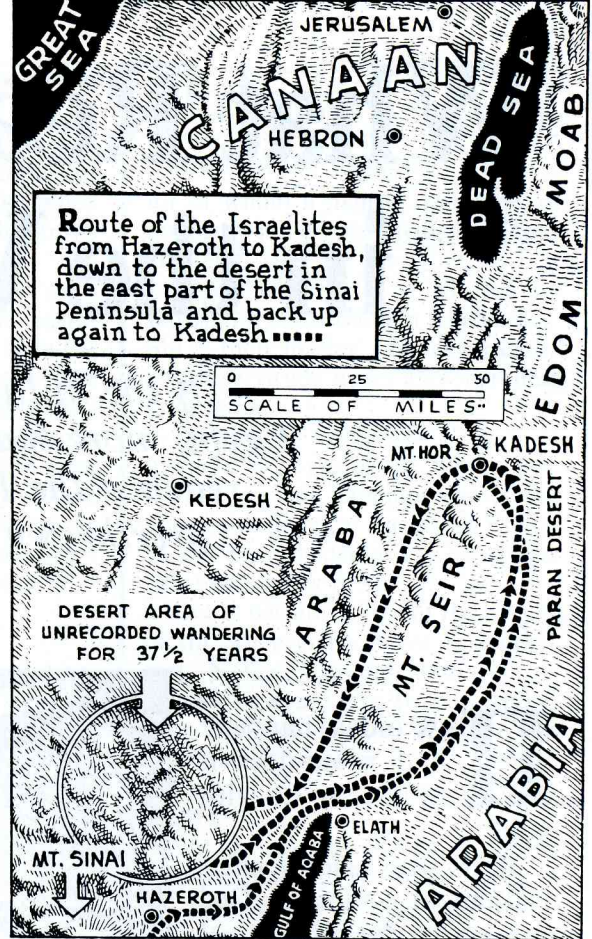 GREAT
SEA
JERUSALEM
CANAAN
HEBRON
DEAD SEA
MOAB
Route of the Israelites
from Hazeroth to Kadesh,
down to the desert in
the east part of the Sinai
Peninsula and back up
again to Kadesh .....
0 25 50
SCALE OF MILES..
EDOM
MT. HOR
KADESH
KEDESH
ARABA
MT. SEIR
PARAN DESERT
DESERT AREA OF
UNRECORDED WANDERING
FOR 37 1/2 YEARS
ARABIA
ELATH
MT. SINAI
HAZEROTH
GULF OF AQABA